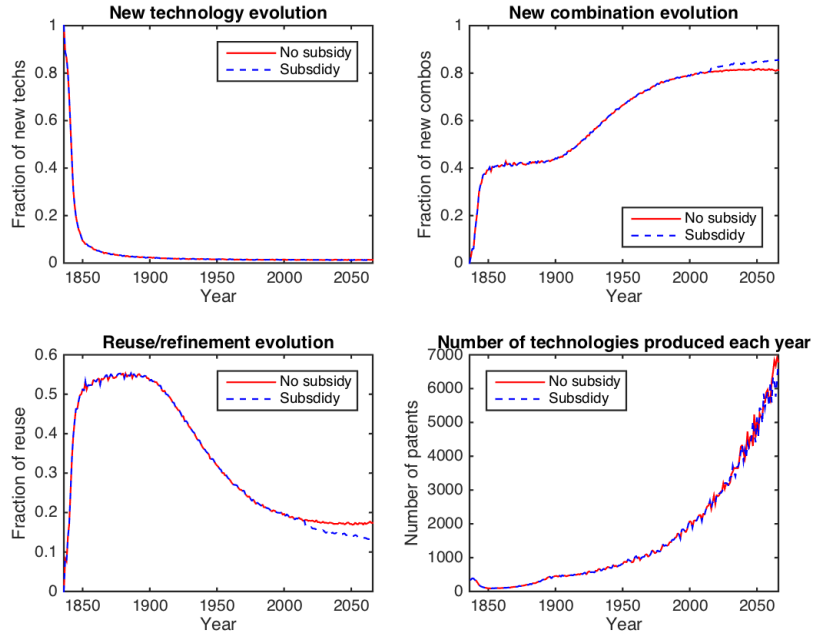 New technology evolution
1
0.8
0.6
0.4
0.2
0
Fraction of new techs
No subsidy
Subsdidy
1850 1900 1950 2000 2050
Year
New combination evolution
1
0.8
0.6
0.4
0.2
0
Fraction of new combos
No subsidy
Subsdidy
1850 1900 1950 2000 2050
Year
Reuse/refinement evolution
0.6
0.5
0.4
0.3
0.2
0.1
0
Fraction of reuse
No subsidy
Subsdidy
1850 1900 1950 2000 2050
Year
Number of technologies produced each year
7000
6000
5000
4000
3000
2000
1000
0
Number of patents
No subsidy
Subsdidy
1850 1900 1950 2000 2050
Year